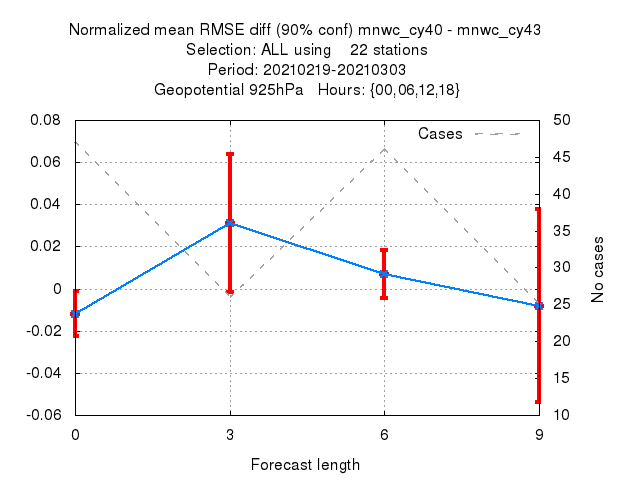 Normalized mean RMSE diff (90% conf) mnwc_cy40 - mnwc_cy43
Selection: ALL using    22 stations
Period: 20210219-20210303
Geopotential 925hPa   Hours: {00,06,12,18}
Cases
0.08
0.06
0.04
0.02
0
-0.02
-0.04
-0.06
50
45
40
35
30
25
20
15
10
No cases
0 3 6 9
Forecast length